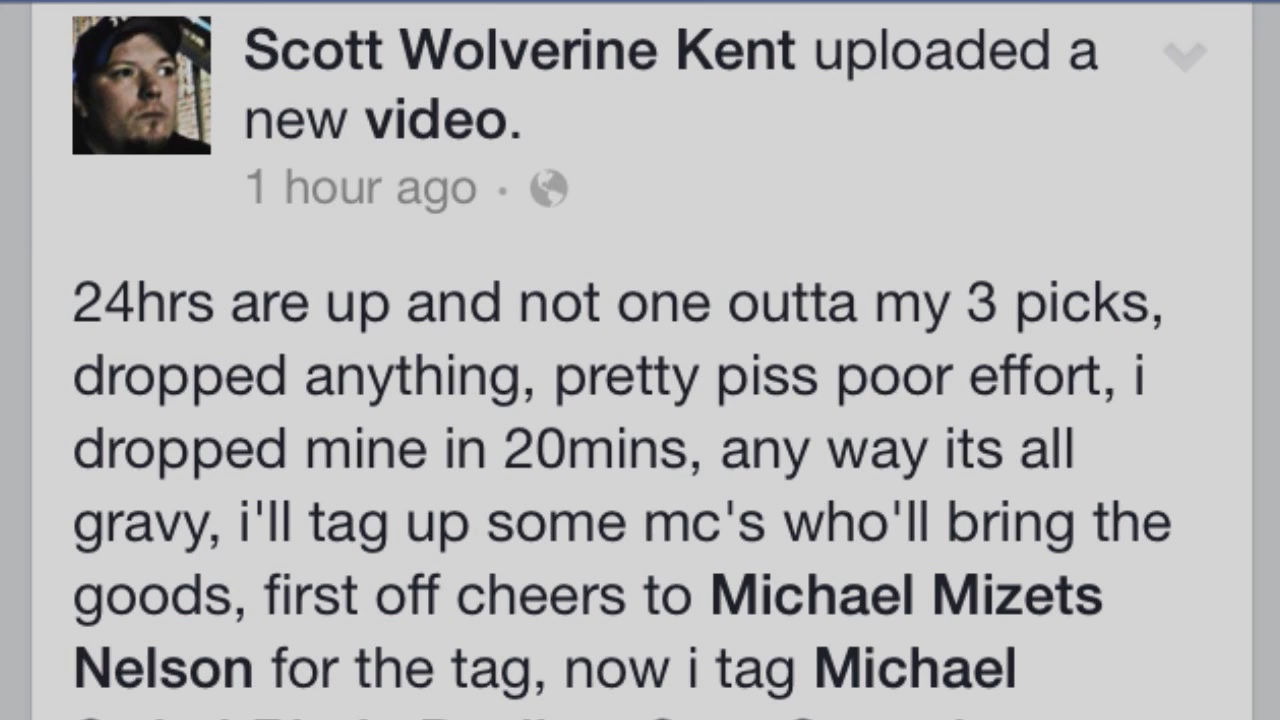 Scott Wolverine Kent uploaded a
new video.
1 hour ago ·
24hrs are up and not one outta my 3 picks,
dropped anything, pretty piss poor effort, i
dropped mine in 20mins, any way its all
gravy, i'll tag up some mc's who'll bring the
goods, first off cheers to Michael Mizets
Nelson for the tag, now i tag Michael